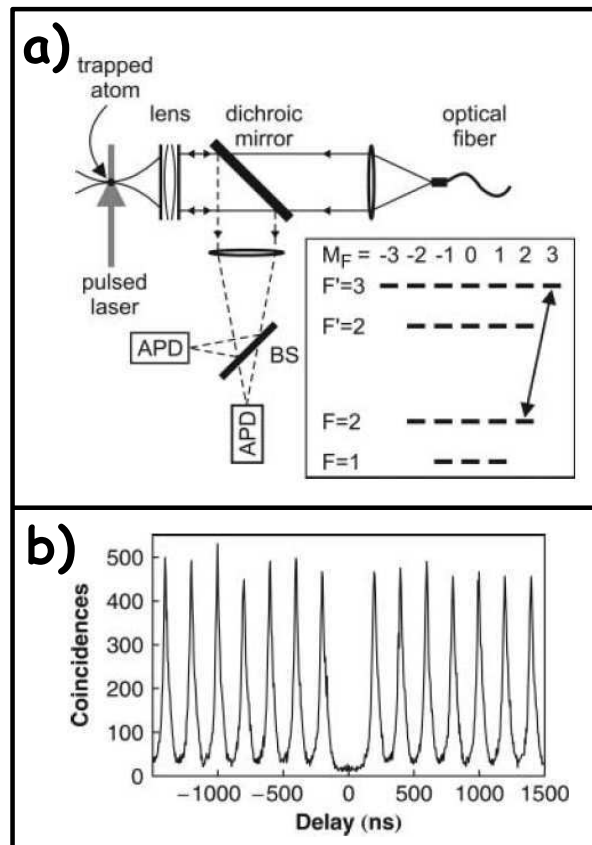 a)
trapped
atom
lens
dichroic
mirror
optical
fiber
pulsed
laser
APD
BS
APD
M_F = -3 -2 -1 0 1 2 3
F'=3
F'=2
F=2
F=1
b)
500
400
300
200
100
0
Coincidences
−1000 −500 0 500 1000 1500
Delay (ns)